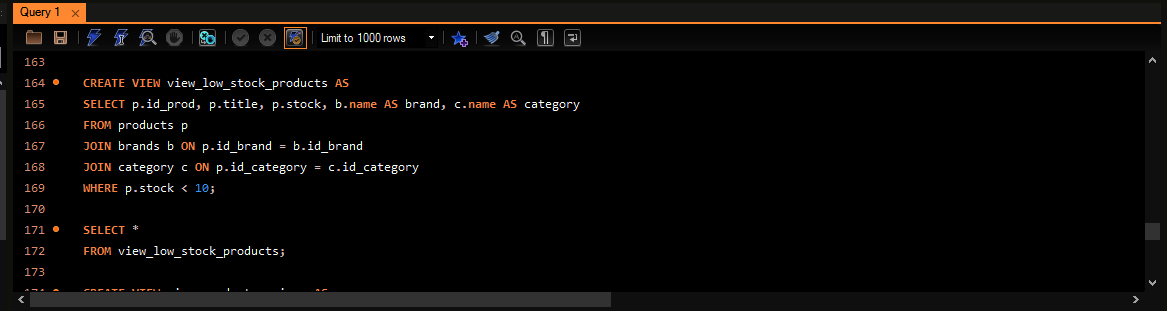 Query 1
Limit to 1000 rows
163
164 CREATE VIEW view_low_stock_products AS
165 SELECT p.id_prod, p.title, p.stock, b.name AS brand, c.name AS category
166 FROM products p
167 JOIN brands b ON p.id_brand = b.id_brand
168 JOIN category c ON p.id_category = c.id_category
169 WHERE p.stock < 10;
170
171 SELECT *
172 FROM view_low_stock_products;
173